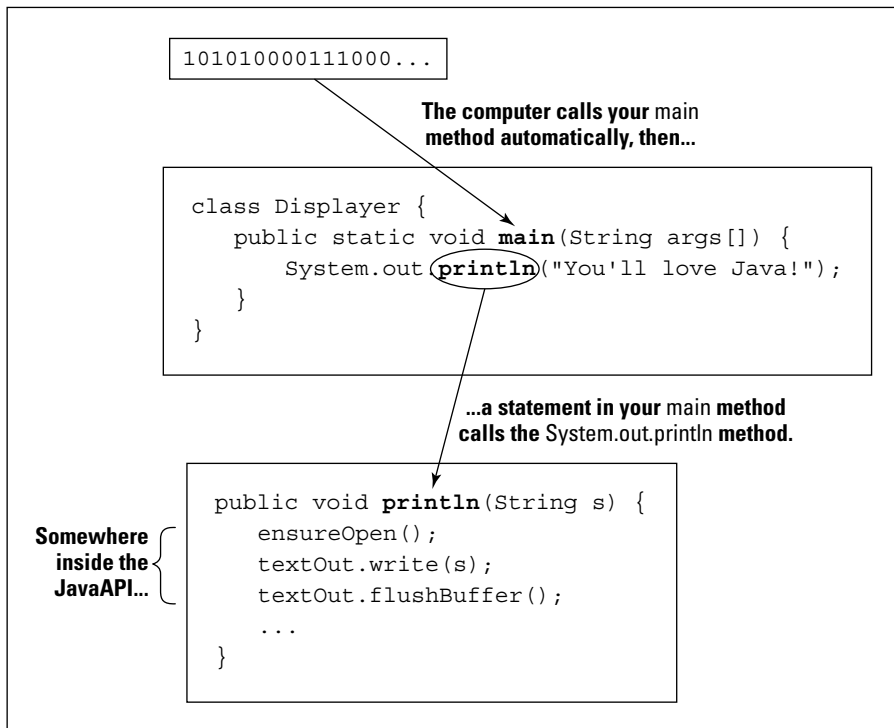 101010000111000...
The computer calls your main
method automatically, then...
class Displayer {
public static void main(String args[]) {
System.out.println("You'll love Java!");
}
}
...a statement in your main method
calls the System.out.println method.
public void println(String s) {
Somewhere
inside the
JavaAPI...
ensureOpen();
textOut.write(s);
textOut.flushBuffer();
...
}